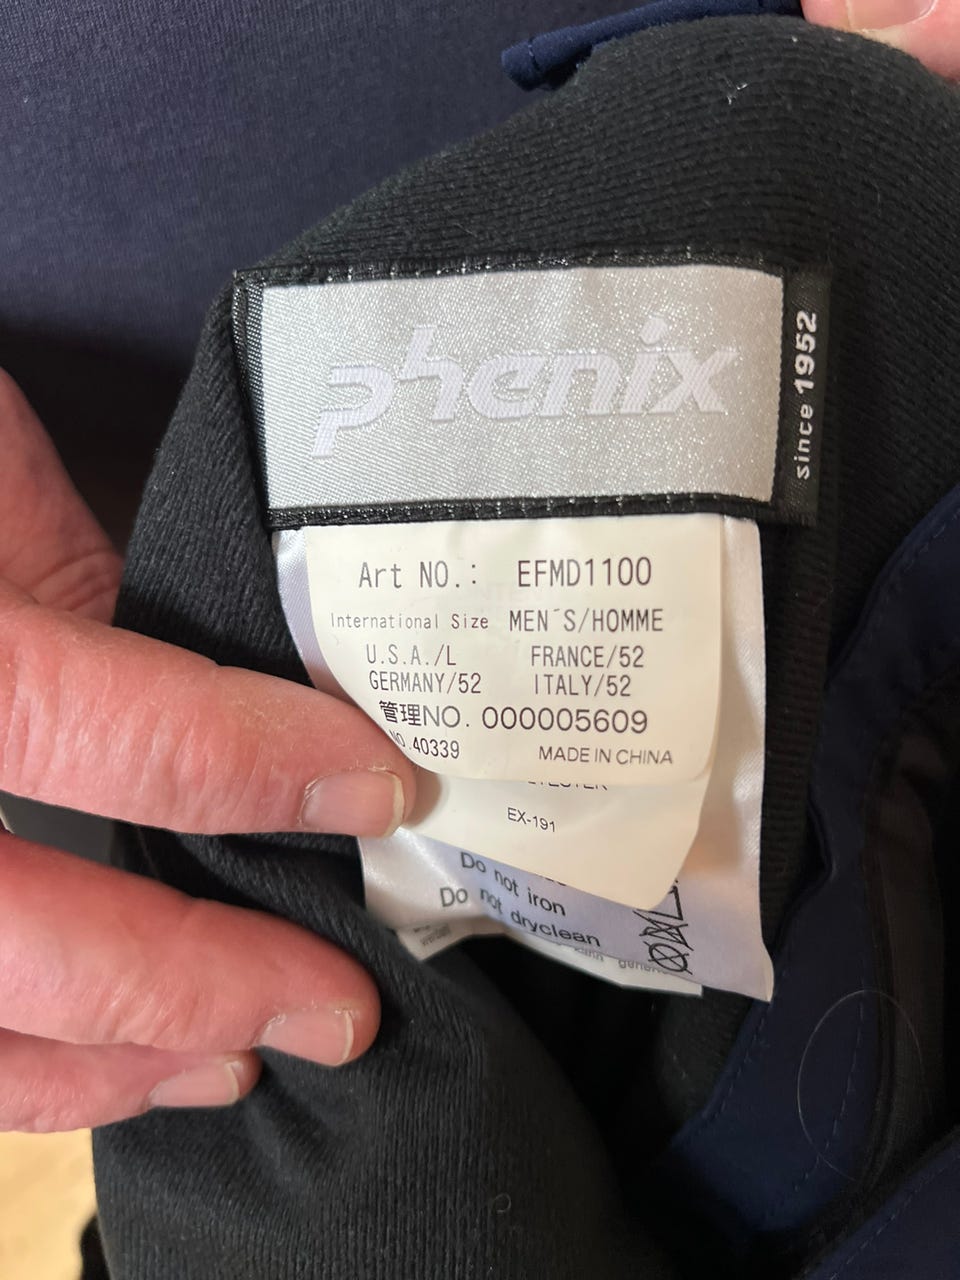 phenix
since 1952
Art NO.: EFMD1100
International Size MEN´S/HOMME
U.S.A./L FRANCE/52
GERMANY/52 ITALY/52
管理NO. 000005609
NO.40339 MADE IN CHINA
EX-191
Do not iron
Do not dryclean